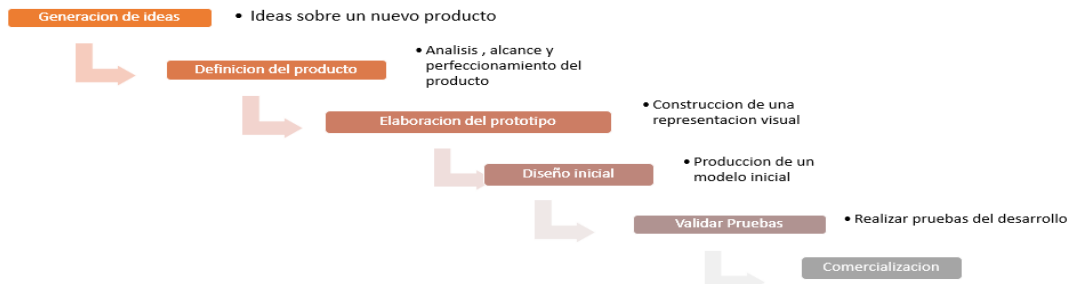 Generacion de ideas
• Ideas sobre un nuevo producto
Definicion del producto
• Analisis , alcance y
perfeccionamiento del
producto
Elaboracion del prototipo
• Construccion de una
representacion visual
Diseño inicial
• Produccion de un
modelo inicial
Validar Pruebas
• Realizar pruebas del desarrollo
Comercializacion